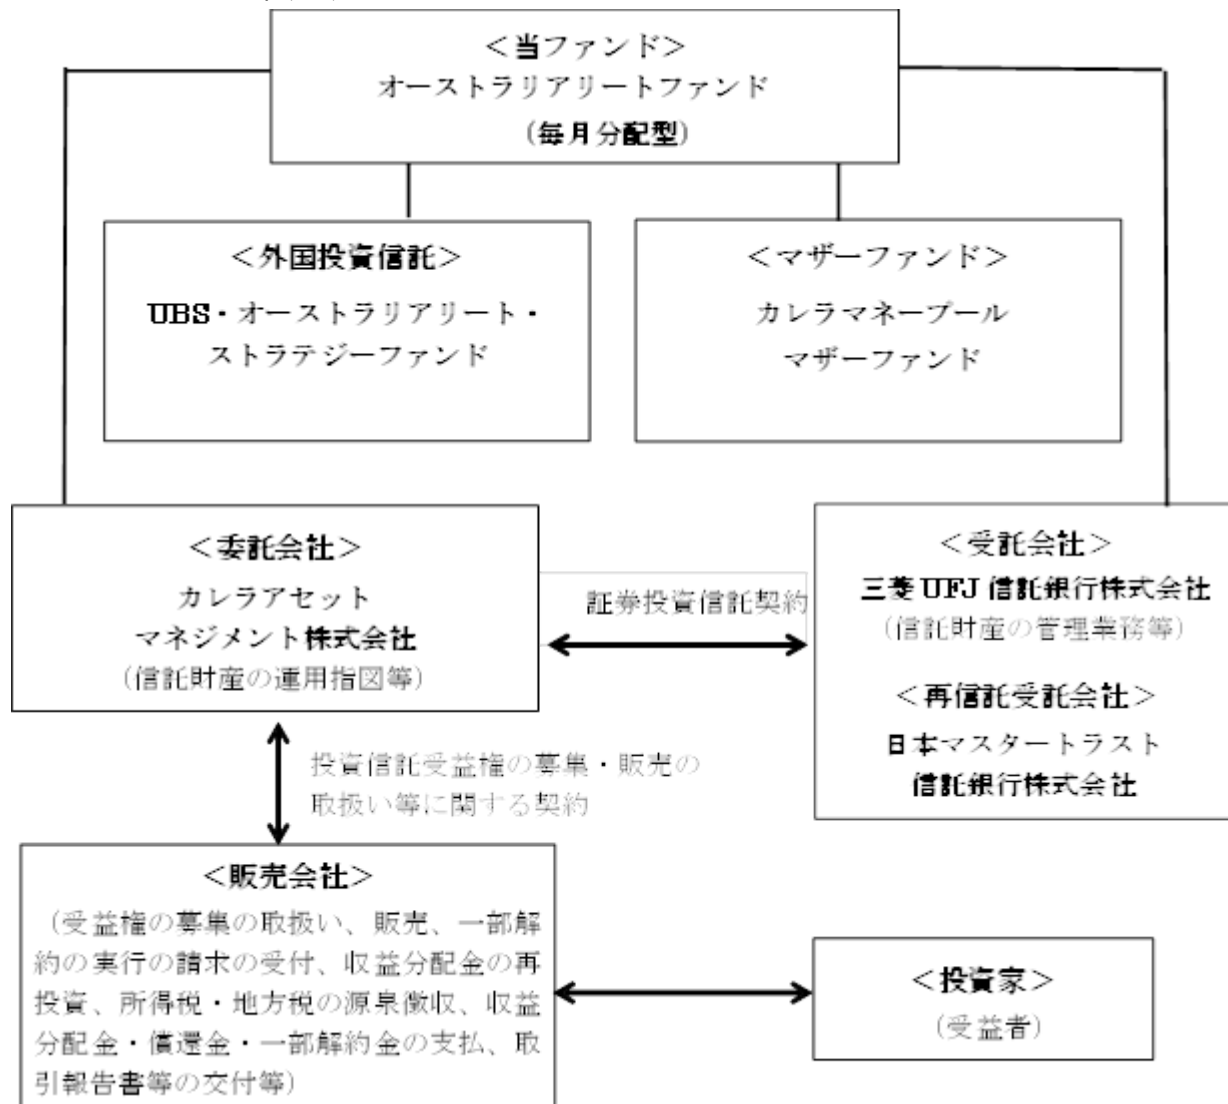 ＜当ファンド＞
オーストラリアリートファンド
(毎月分配型)
＜外国投資信託＞
UBS・オーストラリアリート・
ストラテジーファンド
＜マザーファンド＞
カレラマネープール
マザーファンド
＜委託会社＞
カレラアセット
マネジメント株式会社
（信託財産の運用指図等）
証券投資信託契約
＜受託会社＞
三菱 UFJ 信託銀行株式会社
（信託財産の管理業務等）
＜再信託受託会社＞
日本マスタートラスト
信託銀行株式会社
投資信託受益権の募集・販売の
取扱い等に関する契約
＜販売会社＞
（受益権の募集の取扱い、販売、一部解
約の実行の請求の受付、収益分配金の再
投資、所得税・地方税の源泉徴収、収益
分配金・償還金・一部解約金の支払、取
引報告書等の交付等）
＜投資家＞
（受益者）